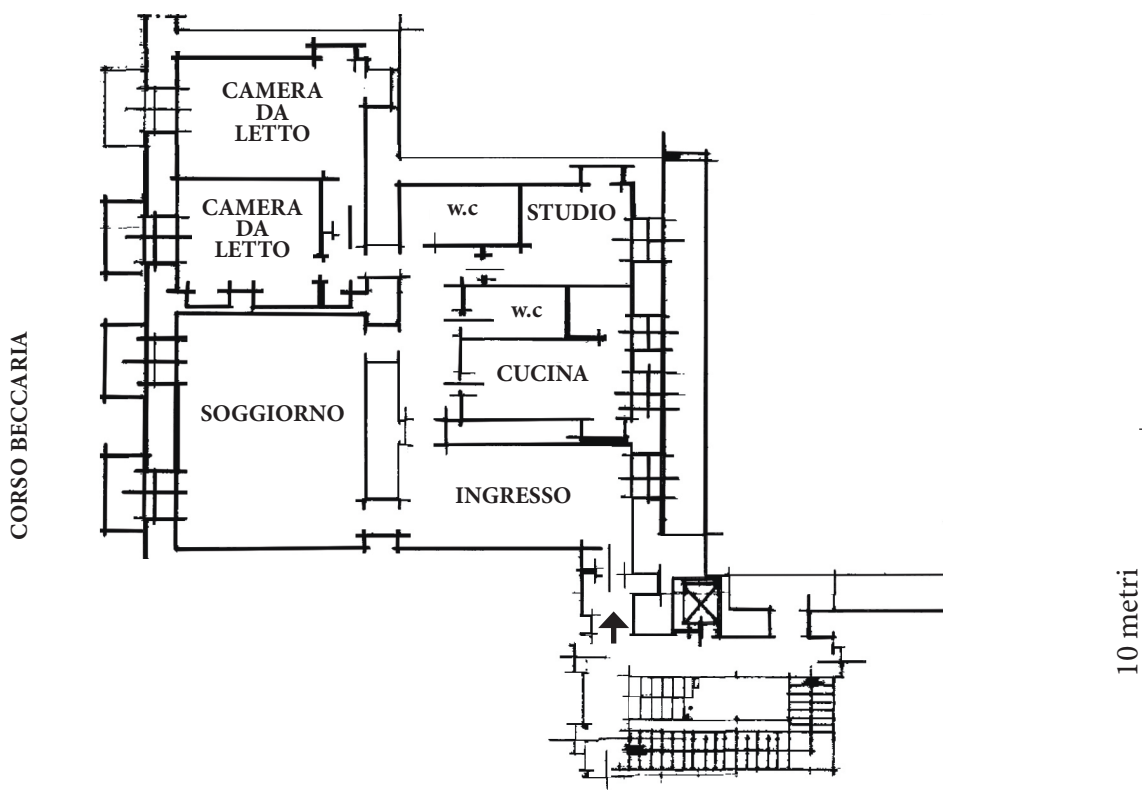 CAMERA
DA
LETTO
CAMERA
DA
LETTO
w.c
STUDIO
w.c
CUCINA
SOGGIORNO
INGRESSO
CORSO BECCARIA
10 metri